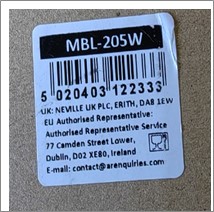 MBL-205W
5 020403 122333
UK: NEVILLE UK PLC, ERITH, DA8 1EW
EU Authorised Representative:
Authorised Representative Service
77 Camden Street Lower,
Dublin, D02 XE80, Ireland
E-mail: contact@arenquiries.com